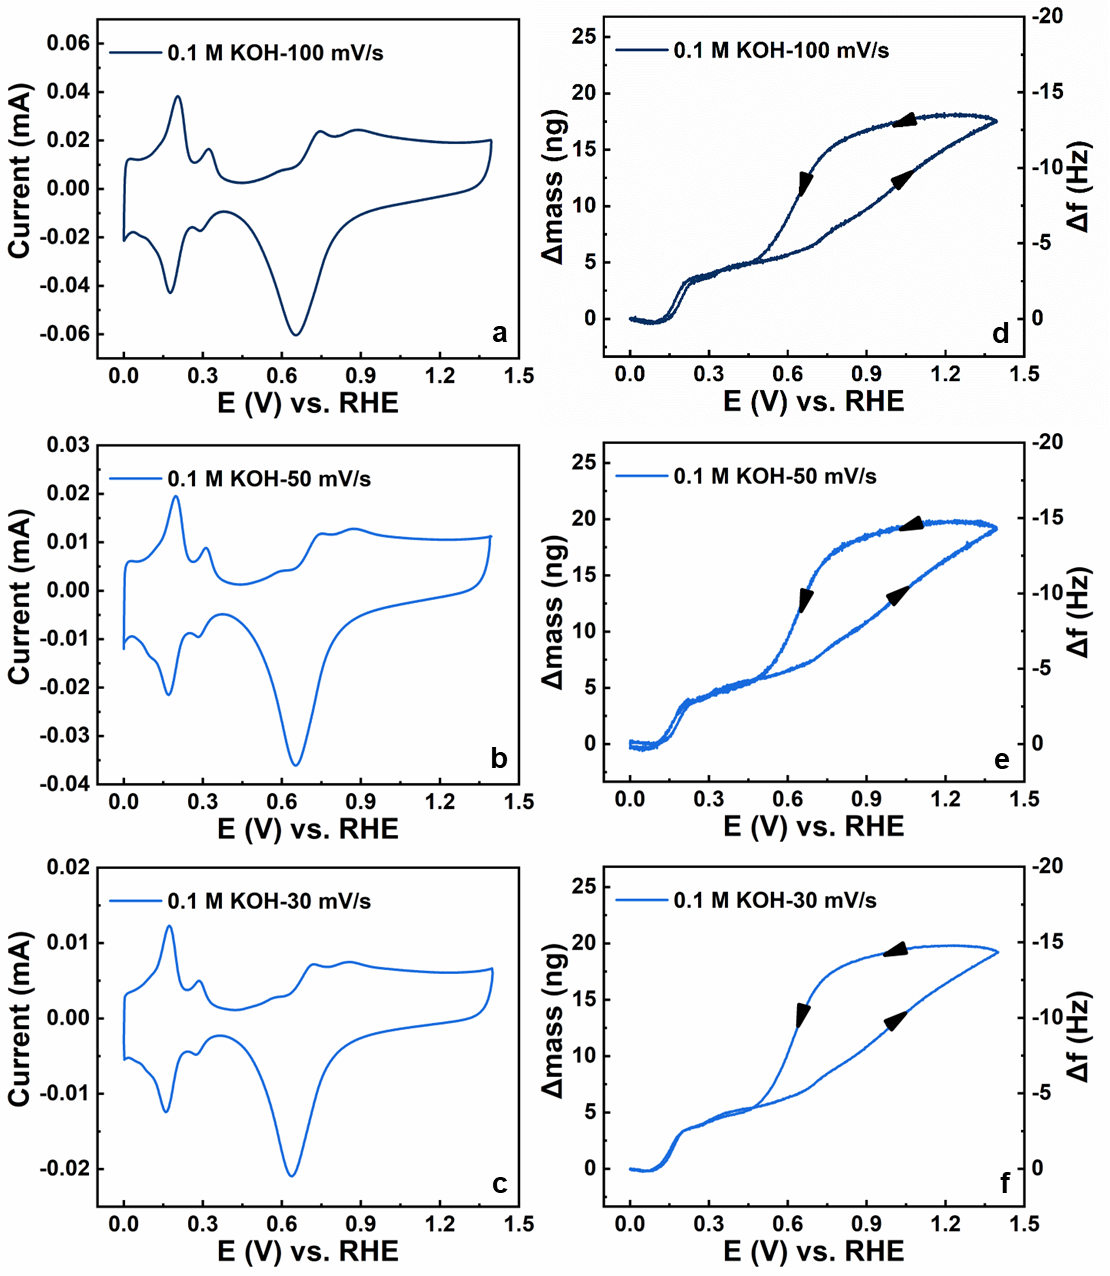 0.06
0.04
0.02
0.00
-0.02
-0.04
-0.06
Current (mA)
0.1 M KOH-100 mV/s
a
0.0 0.3 0.6 0.9 1.2 1.5
E (V) vs. RHE
25
20
15
10
5
0
Δmass (ng)
0.1 M KOH-100 mV/s
d
-20
-15
-10
-5
0
Δf (Hz)
0.0 0.3 0.6 0.9 1.2 1.5
E (V) vs. RHE
0.03
0.02
0.01
0.00
-0.01
-0.02
-0.03
-0.04
Current (mA)
0.1 M KOH-50 mV/s
b
0.0 0.3 0.6 0.9 1.2 1.5
E (V) vs. RHE
25
20
15
10
5
0
Δmass (ng)
0.1 M KOH-50 mV/s
e
-20
-15
-10
-5
0
Δf (Hz)
0.0 0.3 0.6 0.9 1.2 1.5
E (V) vs. RHE
0.02
0.01
0.00
-0.01
-0.02
Current (mA)
0.1 M KOH-30 mV/s
c
0.0 0.3 0.6 0.9 1.2 1.5
E (V) vs. RHE
25
20
15
10
5
0
Δmass (ng)
0.1 M KOH-30 mV/s
f
-20
-15
-10
-5
0
Δf (Hz)
0.0 0.3 0.6 0.9 1.2 1.5
E (V) vs. RHE